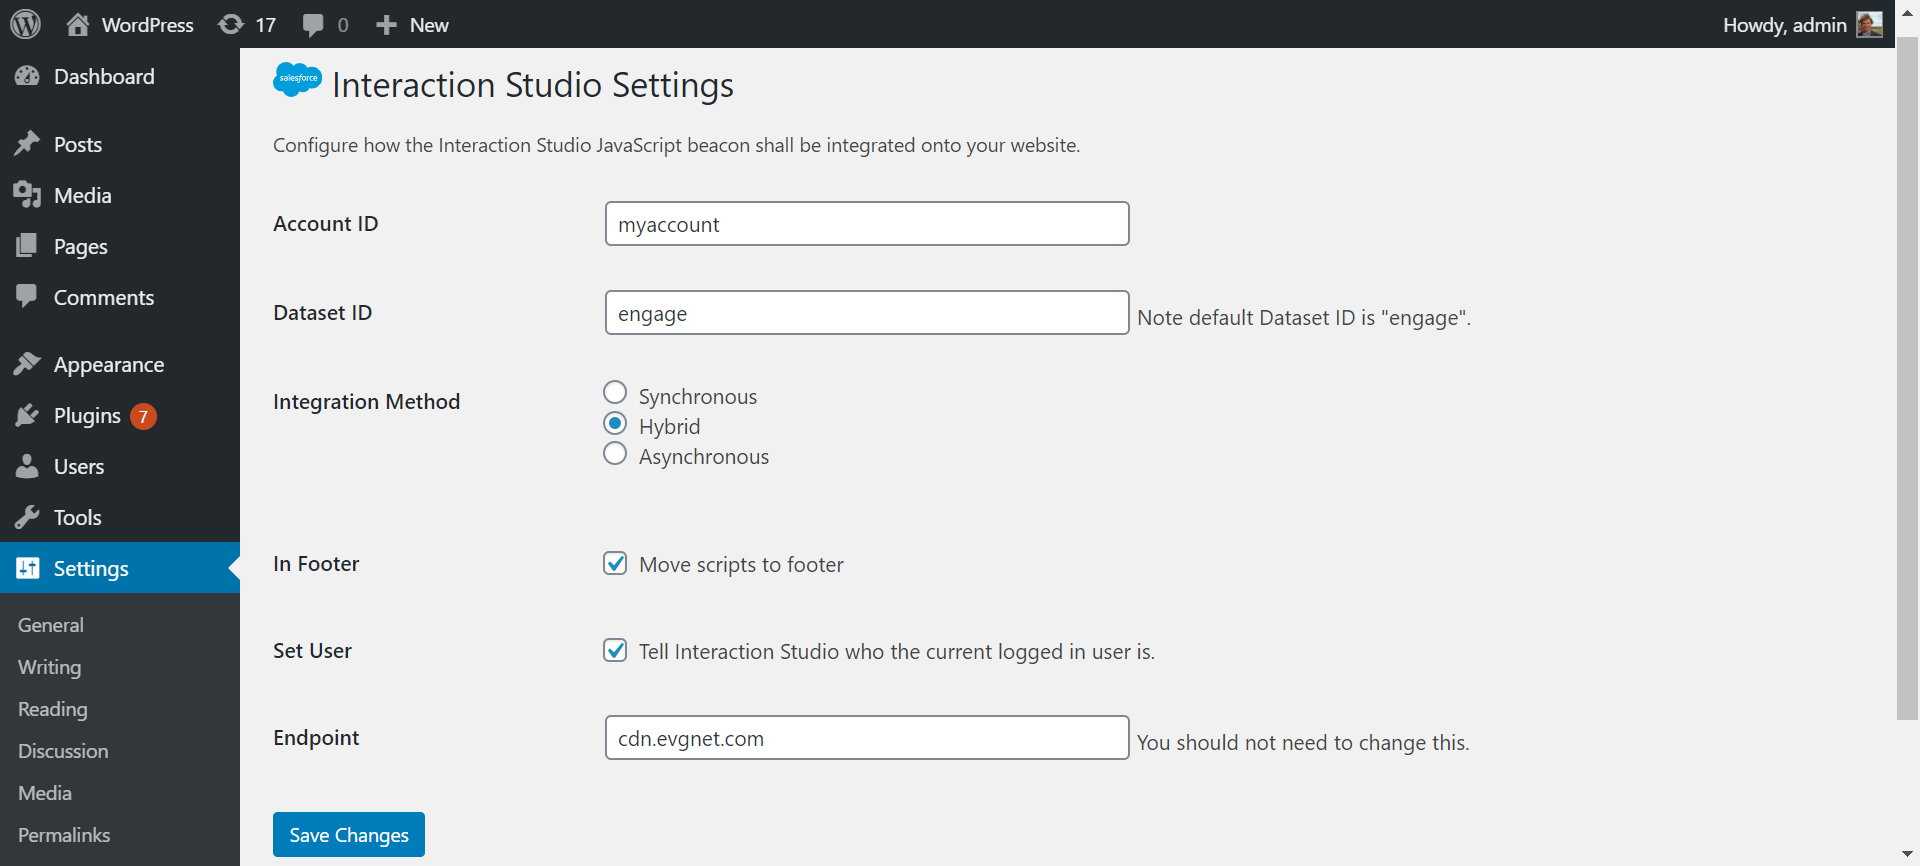 WordPress 17 0 New Howdy, admin
Dashboard
Posts
Media
Pages
Comments
Appearance
Plugins 7
Users
Tools
Settings
General
Writing
Reading
Discussion
Media
Permalinks
salesforce Interaction Studio Settings
Configure how the Interaction Studio JavaScript beacon shall be integrated onto your website.
Account ID myaccount
Dataset ID engage Note default Dataset ID is "engage".
Integration Method Synchronous
Hybrid
Asynchronous
In Footer Move scripts to footer
Set User Tell Interaction Studio who the current logged in user is.
Endpoint cdn.evgnet.com You should not need to change this.
Save Changes